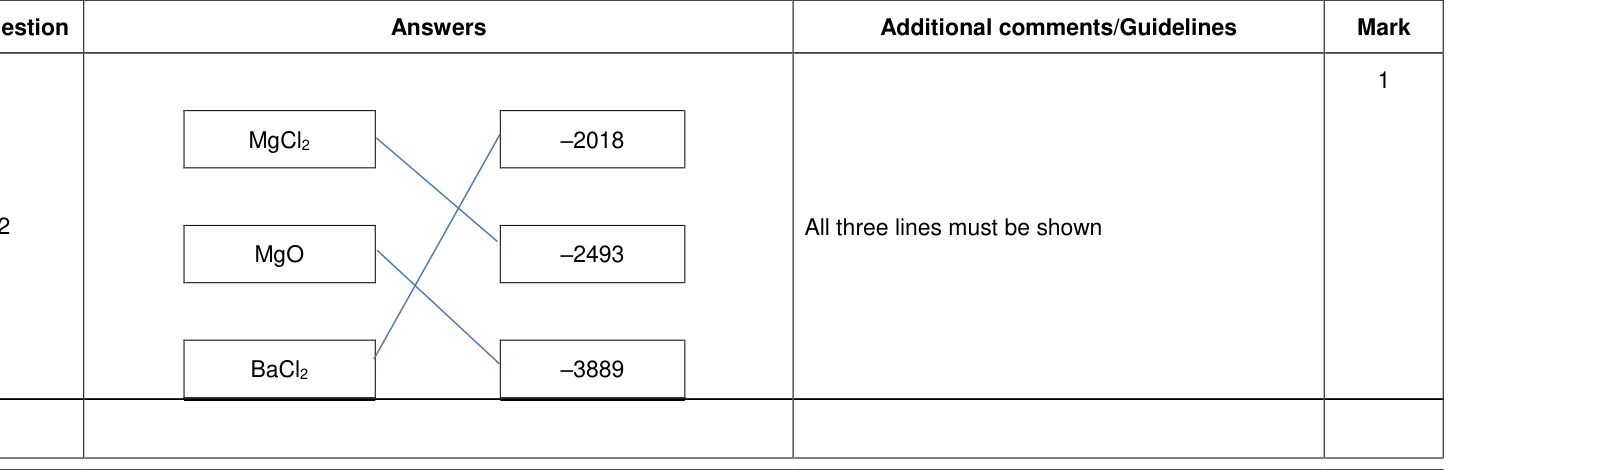 estion Answers Additional comments/Guidelines Mark
1
MgCl₂ –2018
2 All three lines must be shown
MgO –2493
BaCl₂ –3889